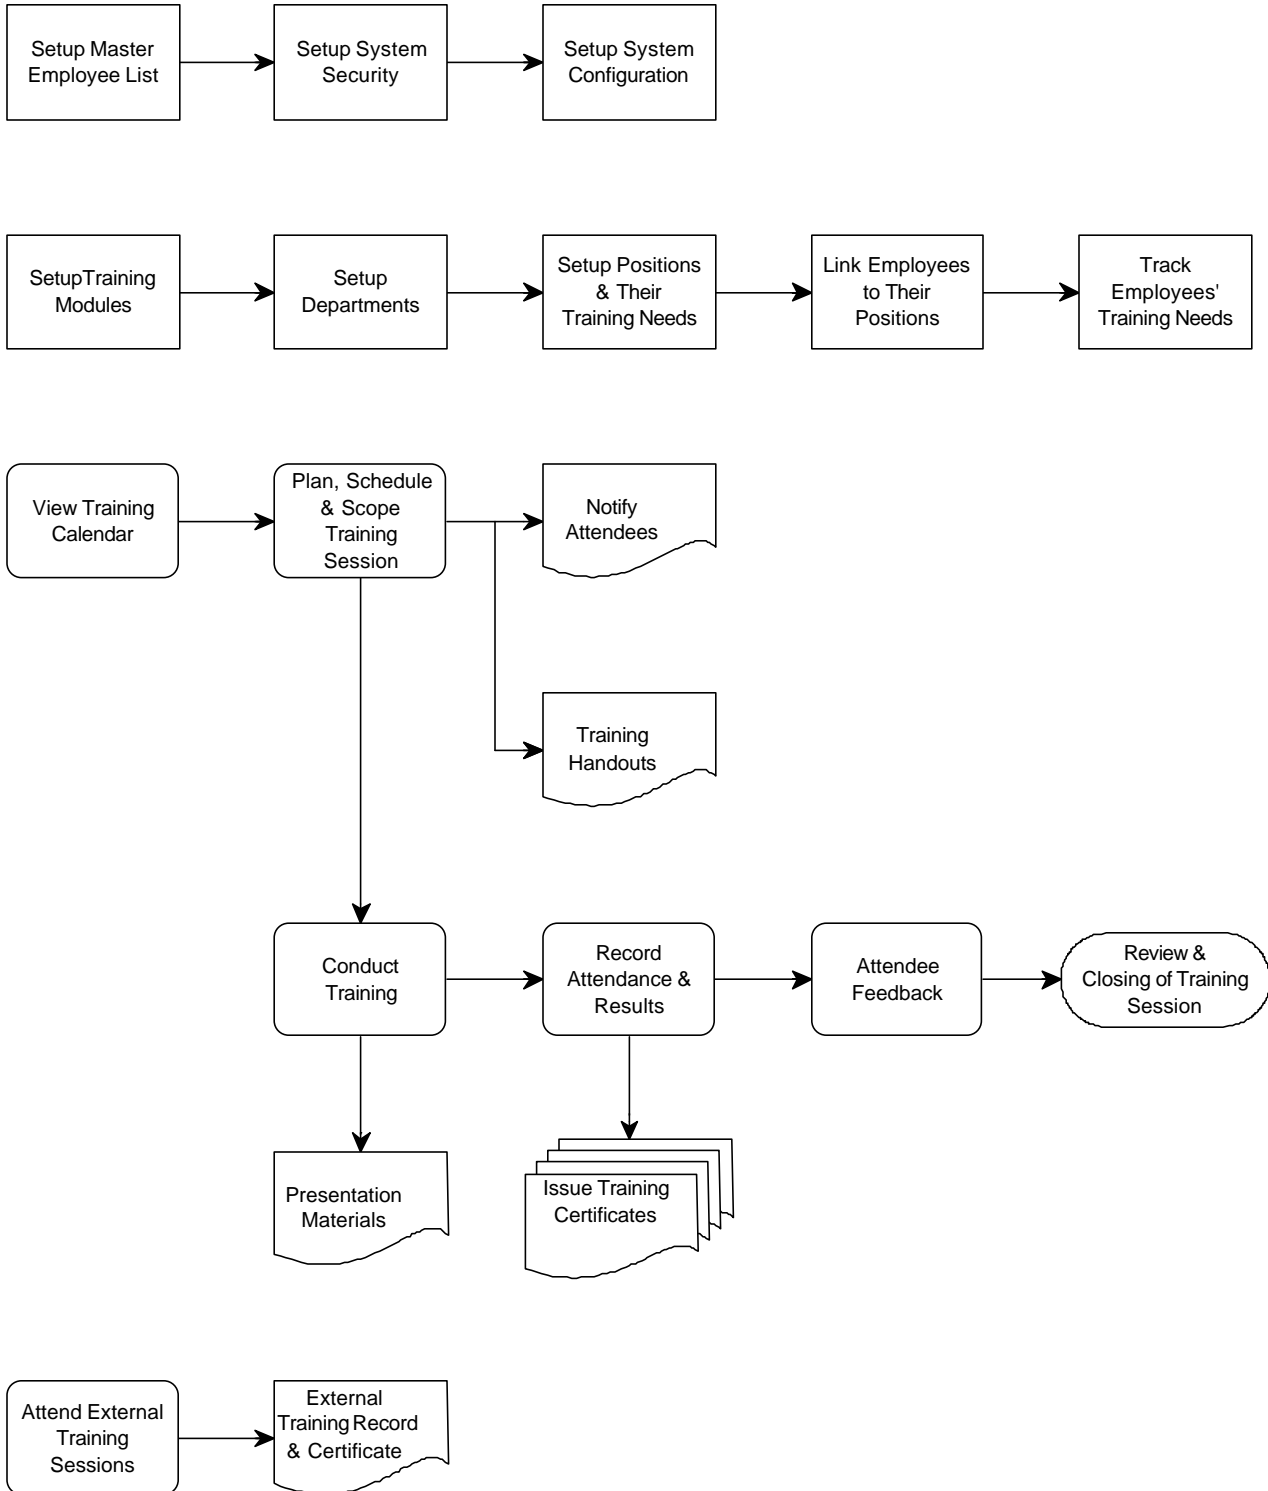 Setup Master
Employee List
Setup System
Security
Setup System
Configuration
SetupTraining
Modules
Setup
Departments
Setup Positions
& Their
Training Needs
Link Employees
to Their
Positions
Track
Employees'
Training Needs
View Training
Calendar
Plan, Schedule
& Scope
Training
Session
Notify
Attendees
Training
Handouts
Conduct
Training
Record
Attendance &
Results
Attendee
Feedback
Review &
Closing of Training
Session
Presentation
Materials
Issue Training
Certificates
Attend External
Training
Sessions
External
Training Record
& Certificate